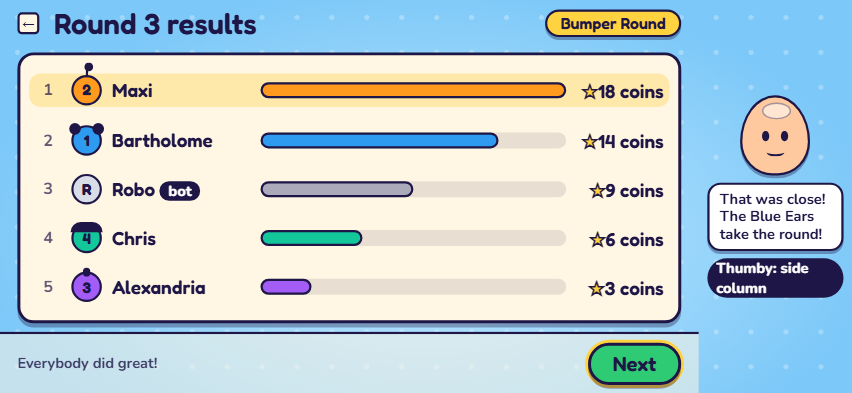 ← Round 3 results
Bumper Round
1 2 Maxi ☆18 coins
2 1 Bartholome ☆14 coins
3 R Robo bot ☆9 coins
4 4 Chris ☆6 coins
5 3 Alexandria ☆3 coins
That was close!
The Blue Ears
take the round!
Thumby: side
column
Everybody did great!
Next